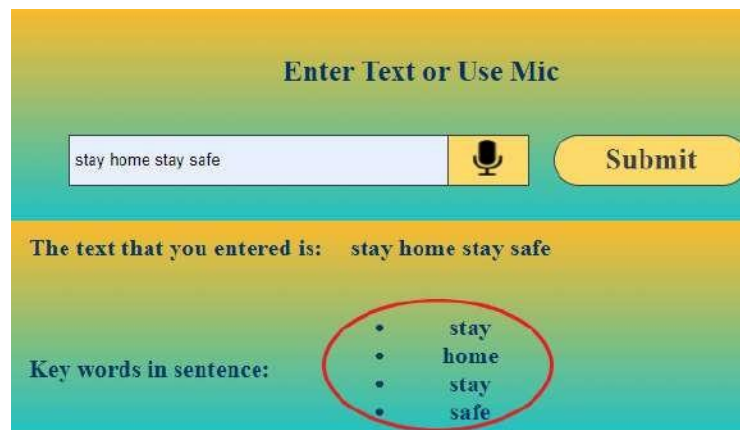 Enter Text or Use Mic
stay home stay safe
Submit
The text that you entered is: stay home stay safe
Key words in sentence:
• stay
• home
• stay
• safe